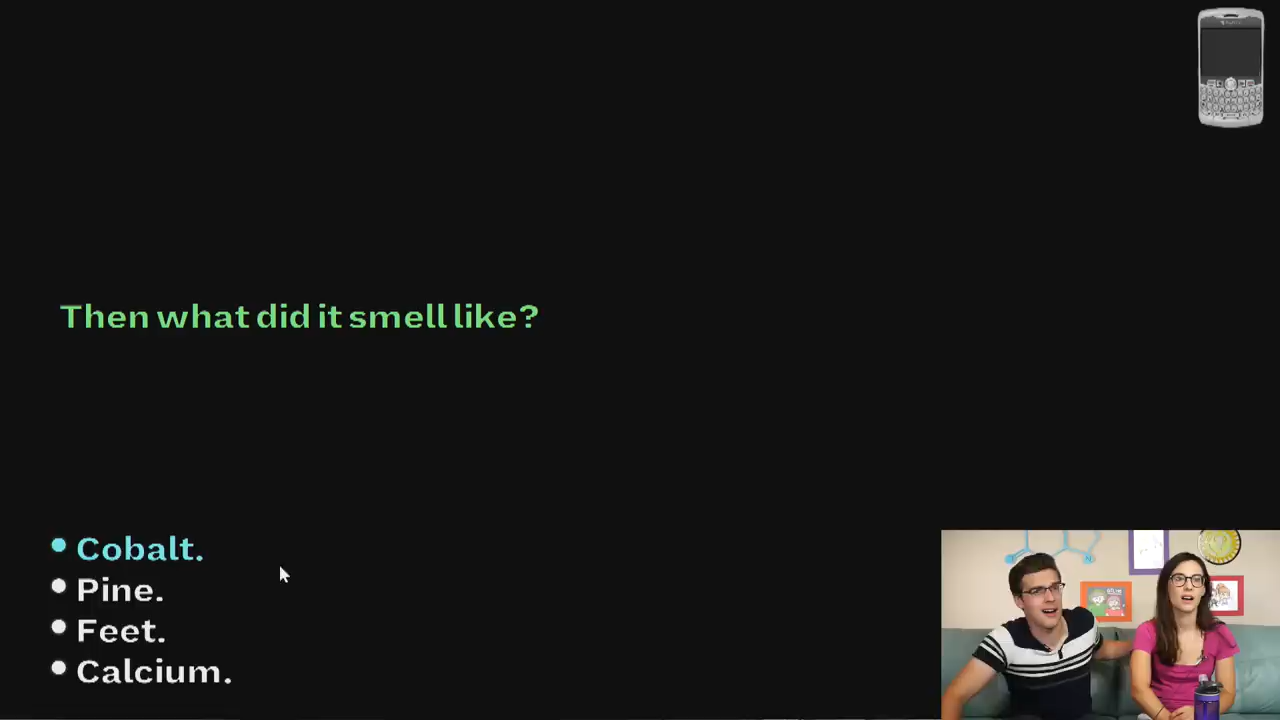 Then what did it smell like?
Cobalt.
Pine.
Feet.
Calcium.